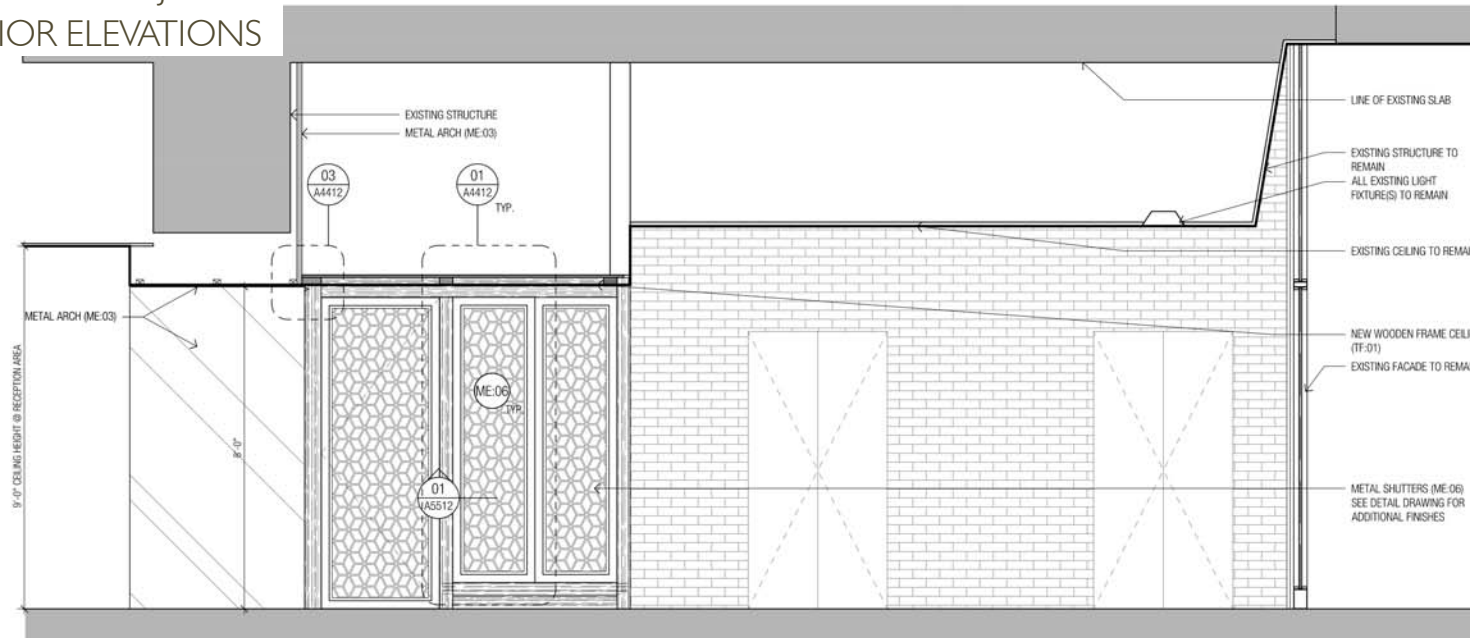 IOR ELEVATIONS
EXISTING STRUCTURE
METAL ARCH (ME:03)
03
A4412
01
A4412
TYP.
LINE OF EXISTING SLAB
EXISTING STRUCTURE TO
REMAIN
ALL EXISTING LIGHT
FIXTURE(S) TO REMAIN
EXISTING CEILING TO REMAI
METAL ARCH (ME:03)
NEW WOODEN FRAME CEILI
(TF:01)
EXISTING FACADE TO REMAI
ME:06
TYP.
9'-0" CEILING HEIGHT @ RECEPTION AREA
8'-0"
01
IA5512
METAL SHUTTERS (ME:06)
SEE DETAIL DRAWING FOR
ADDITIONAL FINISHES